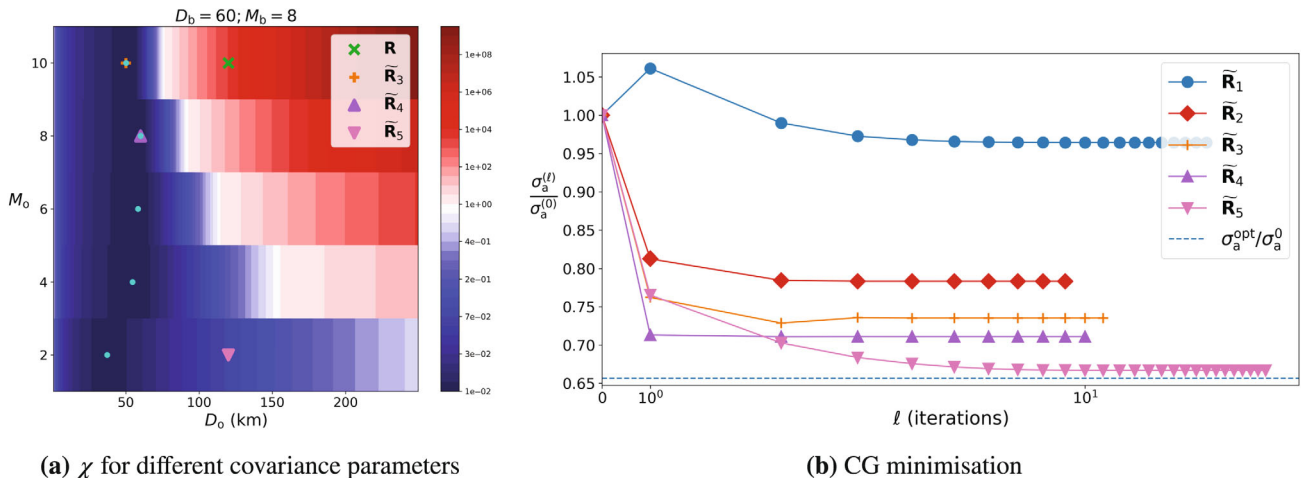 D_b = 60; M_b = 8
R
R̃_3
R̃_4
R̃_5
M_o
10
8
6
4
2
50
100
150
200
D_o (km)
1e+08
1e+06
1e+04
1e+02
1e+00
4e−01
2e−01
7e−02
3e−02
1e−02
(a) χ for different covariance parameters
σ_a^(ℓ)
σ_a^(0)
1.05
1.00
0.95
0.90
0.85
0.80
0.75
0.70
0.65
R̃_1
R̃_2
R̃_3
R̃_4
R̃_5
σ_a^opt/σ_a^0
0
10^0
10^1
ℓ (iterations)
(b) CG minimisation